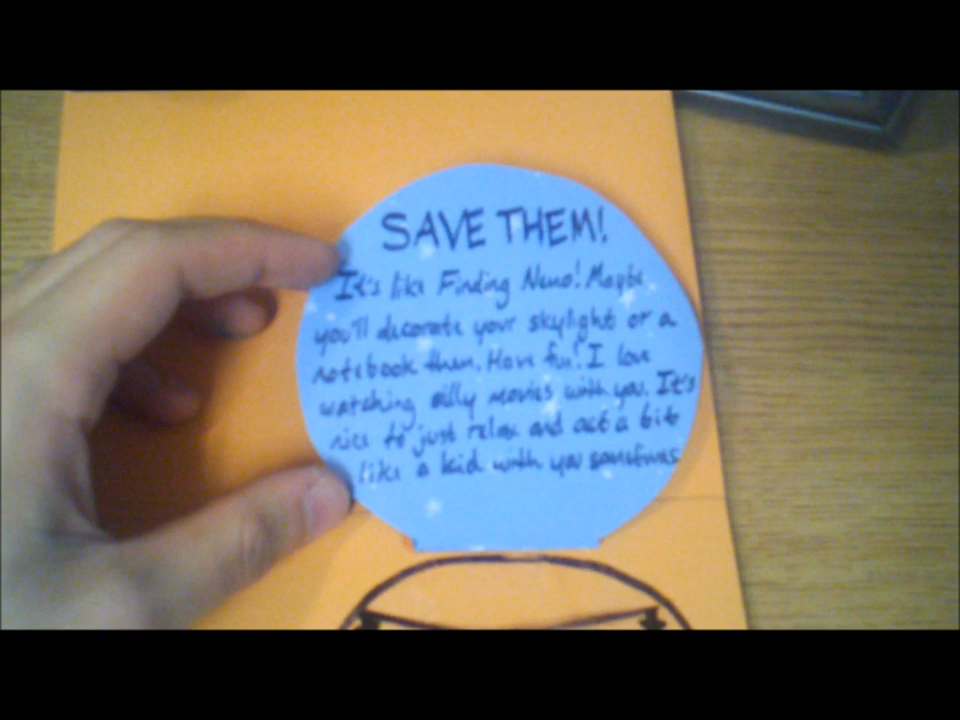 SAVE THEM!
It's like Finding Nemo! Maybe
you'll decorate your skylight or a
notebook then. Have fun! I love
watching silly movies with you. It's
nice to just relax and act a bit
like a kid with you sometimes